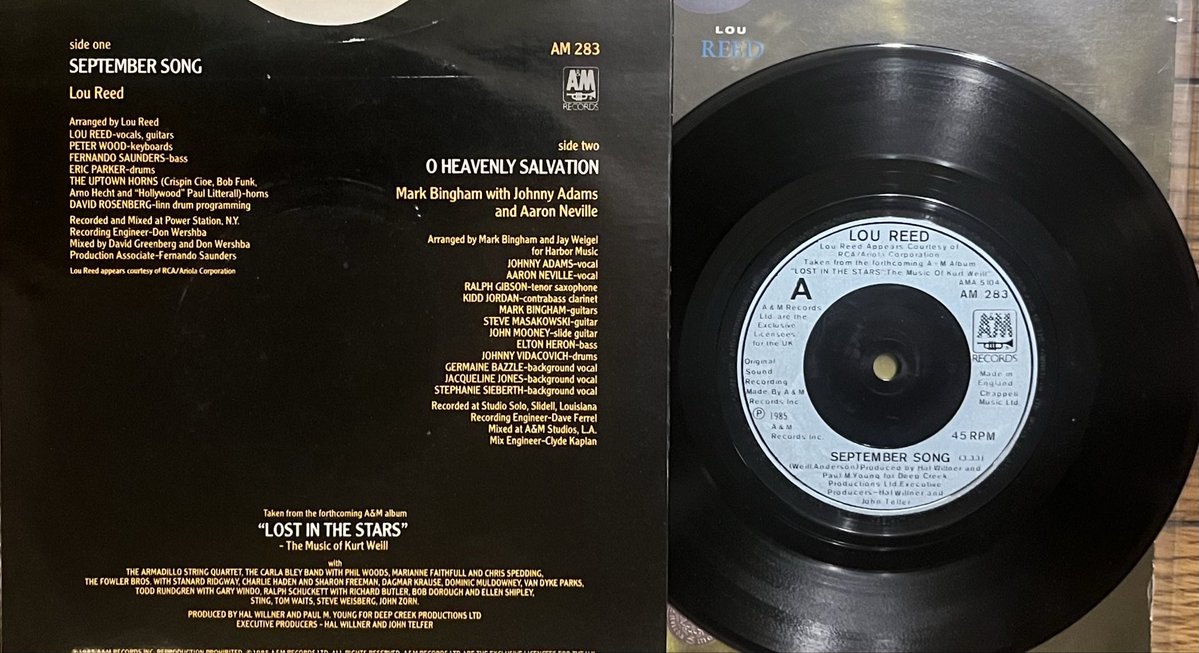 side one
SEPTEMBER SONG
Lou Reed
Arranged by Lou Reed
LOU REED-vocals, guitars
PETER WOOD-keyboards
FERNANDO SAUNDERS-bass
ERIC PARKER-drums
THE UPTOWN HORNS (Crispin Cioe, Bob Funk,
Arno Hecht and "Hollywood" Paul Litterall)-horns
DAVID ROSENBERG-linn drum programming
Recorded and Mixed at Power Station, N.Y.
Recording Engineer-Don Wershba
Mixed by David Greenberg and Don Wershba
Production Associate-Fernando Saunders
Lou Reed appears courtesy of RCA/Ariola Corporation
AM 283
A&M
RECORDS
side two
O HEAVENLY SALVATION
Mark Bingham with Johnny Adams
and Aaron Neville
Arranged by Mark Bingham and Jay Weigel
for Harbor Music
JOHNNY ADAMS-vocal
AARON NEVILLE-vocal
RALPH GIBSON-tenor saxophone
KIDD JORDAN-contrabass clarinet
MARK BINGHAM-guitars
STEVE MASAKOWSKI-guitar
JOHN MOONEY-slide guitar
ELTON HERON-bass
JOHNNY VIDACOVICH-drums
GERMAINE BAZZLE-background vocal
JACQUELINE JONES-background vocal
STEPHANIE SIEBERTH-background vocal
Recorded at Studio Solo, Slidell, Louisiana
Recording Engineer-Dave Ferrel
Mixed at A&M Studios, L.A.
Mix Engineer-Clyde Kaplan
Taken from the forthcoming A&M album
"LOST IN THE STARS"
- The Music of Kurt Weill
with
THE ARMADILLO STRING QUARTET, THE CARLA BLEY BAND WITH PHIL WOODS, MARIANNE FAITHFULL AND CHRIS SPEDDING,
THE FOWLER BROS. WITH STANARD RIDGWAY, CHARLIE HADEN AND SHARON FREEMAN, DAGMAR KRAUSE, DOMINIC MULDOWNEY, VAN DYKE PARKS,
TODD RUNDGREN WITH GARY WINDO, RALPH SCHUCKETT WITH RICHARD BUTLER, BOB DOROUGH AND ELLEN SHIPLEY,
STING, TOM WAITS, STEVE WEISBERG, JOHN ZORN.
PRODUCED BY HAL WILLNER AND PAUL M. YOUNG FOR DEEP CREEK PRODUCTIONS LTD
EXECUTIVE PRODUCERS - HAL WILLNER AND JOHN TELFER
LOU
REED
LOU REED
Lou Reed Appears Courtesy of
RCA/Ariola Corporation
Taken from the forthcoming A&M Album
"LOST IN THE STARS" The Music Of Kurt Weill"
AMA 5104
A
AM 283
A & M Records
Ltd. are the
Exclusive
Licensees
for the UK
Original
Sound
Recording
Made By A & M
Records Inc.
Ⓟ 1985
A & M
Records Inc.
A&M
RECORDS
Made in
England
Chappell
Music Ltd.
45 RPM
SEPTEMBER SONG (3.33)
(Weill.Anderson) Produced by Hal Willner and
Paul M.Young for Deep Creek
Productions Ltd.Executive
Producers-Hal Willner and
John Telfer